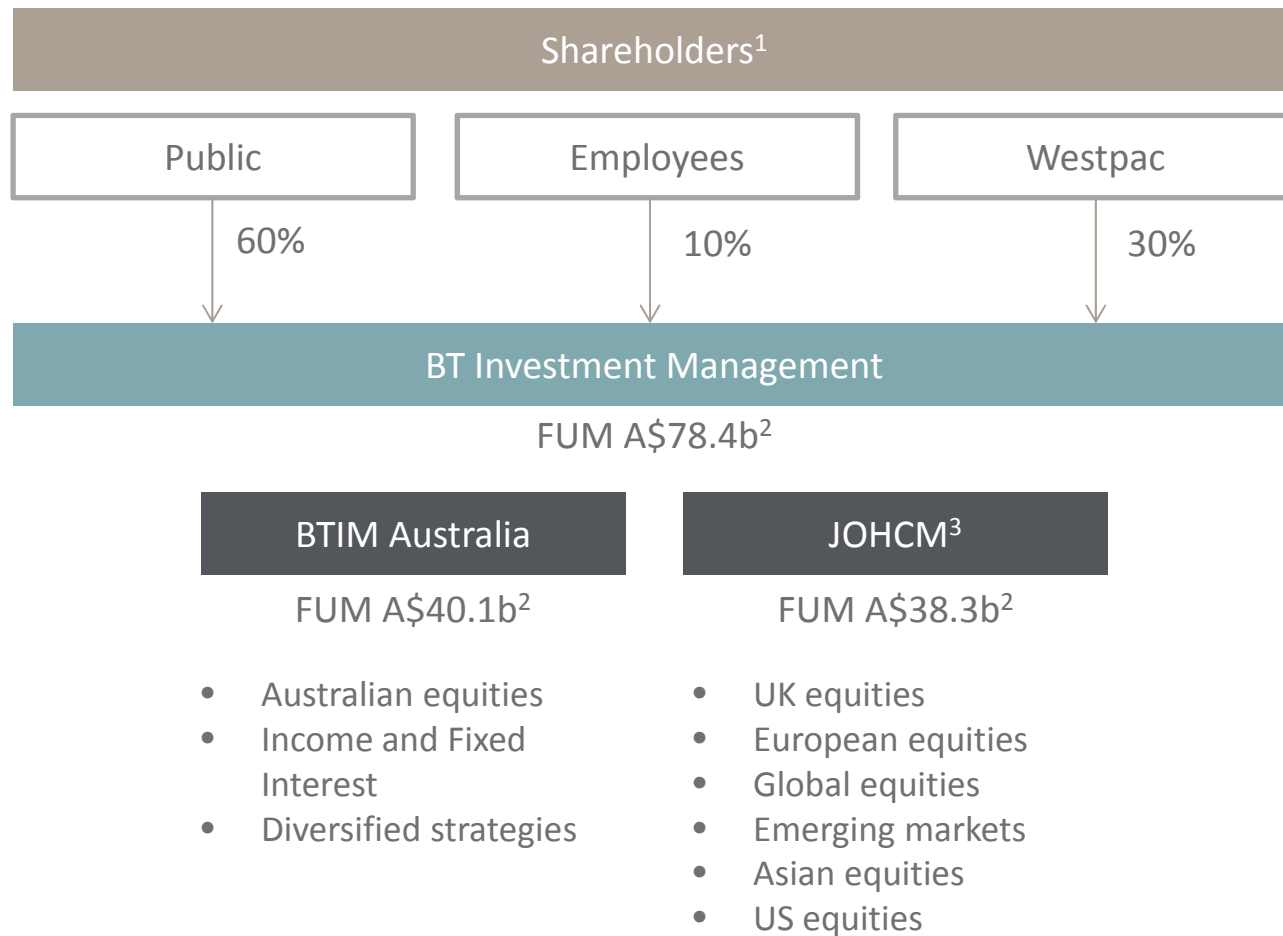 Shareholders¹
Public
Employees
Westpac
60%
10%
30%
BT Investment Management
FUM A$78.4b²
BTIM Australia
FUM A$40.1b²
• Australian equities
• Income and Fixed
Interest
• Diversified strategies
JOHCM³
FUM A$38.3b²
• UK equities
• European equities
• Global equities
• Emerging markets
• Asian equities
• US equities